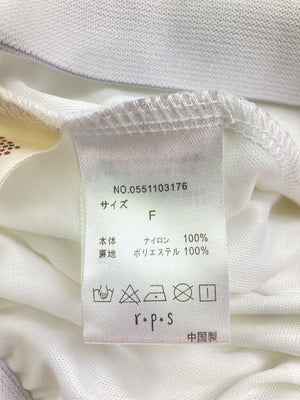 NO.0551103176
サイズ
F
本体 ナイロン 100%
裏地 ポリエステル 100%
r・p・s
中国製